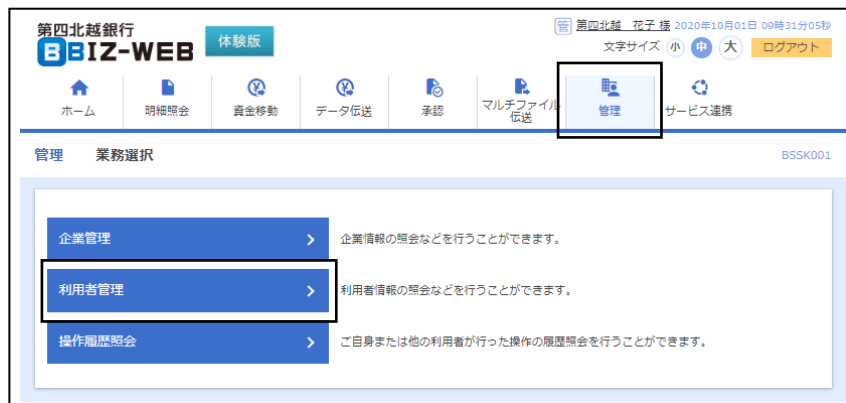 第四北越銀行
BBIZ-WEB 体験版
管 第四北越 花子 様 2020年10月01日 09時31分05秒
文字サイズ 小 中 大 ログアウト
ホーム 明細照会 資金移動 データ伝送 承認 マルチファイル 管理 サービス連携
伝送
管理 業務選択 BSSK001
企業管理 企業情報の照会などを行うことができます。
利用者管理 利用者情報の照会などを行うことができます。
操作履歴照会 ご自身または他の利用者が行った操作の履歴照会を行うことができます。